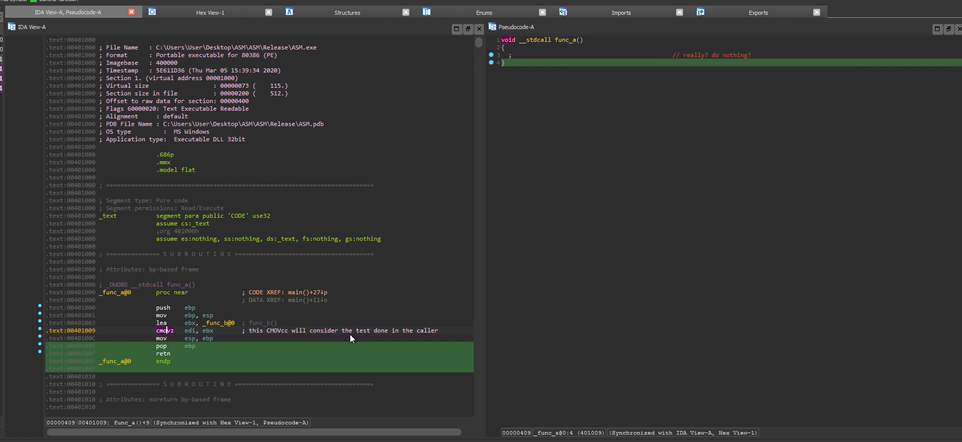 IDA View-A, Pseudocode-A
Hex View-1
Structures
Enums
Imports
Exports
IDA View-A
.text:00401000
.text:00401000 ; File Name   : C:\Users\User\Desktop\ASM\ASM\Release\ASM.exe
.text:00401000 ; Format      : Portable executable for 80386 (PE)
.text:00401000 ; Imagebase   : 400000
.text:00401000 ; Timestamp   : 5E611D36 (Thu Mar 05 15:39:34 2020)
.text:00401000 ; Section 1. (virtual address 00001000)
.text:00401000 ; Virtual size                  : 00000073 (    115.)
.text:00401000 ; Section size in file          : 00000200 (    512.)
.text:00401000 ; Offset to raw data for section: 00000400
.text:00401000 ; Flags 60000020: Text Executable Readable
.text:00401000 ; Alignment     : default
.text:00401000 ; PDB File Name : C:\Users\User\Desktop\ASM\ASM\Release\ASM.pdb
.text:00401000 ; OS type         :  MS Windows
.text:00401000 ; Application type:  Executable DLL 32bit
.text:00401000
.text:00401000                 .686p
.text:00401000                 .mmx
.text:00401000                 .model flat
.text:00401000
.text:00401000 ; ===========================================================================
.text:00401000
.text:00401000 ; Segment type: Pure code
.text:00401000 ; Segment permissions: Read/Execute
.text:00401000 _text           segment para public 'CODE' use32
.text:00401000                 assume cs:_text
.text:00401000                 ;org 401000h
.text:00401000                 assume es:nothing, ss:nothing, ds:_text, fs:nothing, gs:nothing
.text:00401000
.text:00401000 ; =============== S U B R O U T I N E =======================================
.text:00401000
.text:00401000 ; Attributes: bp-based frame
.text:00401000
.text:00401000 ; _DWORD __stdcall func_a()
.text:00401000 _func_a@0       proc near               ; CODE XREF: main()+27↓p
.text:00401000                                         ; DATA XREF: main()+11↓o
.text:00401000                 push    ebp
.text:00401001                 mov     ebp, esp
.text:00401003                 lea     ebx, _func_b@0  ; func_b()
.text:00401009                 cmovz   edi, ebx        ; this CMOVcc will consider the test done in the caller
.text:0040100C                 mov     esp, ebp
pop     ebp
retn
_func_a@0       endp
.text:00401010
.text:00401010 ; =============== S U B R O U T I N E =======================================
.text:00401010
.text:00401010 ; Attributes: noreturn bp-based frame
.text:00401010
00000409 00401009: func_a()+9 (Synchronized with Hex View-1, Pseudocode-A)
Pseudocode-A
1 void __stdcall func_a()
2 {
3   ;                          // really? do nothing?
4 }
00000409 _func_a@0:4 (401009) (Synchronized with IDA View-A, Hex View-1)